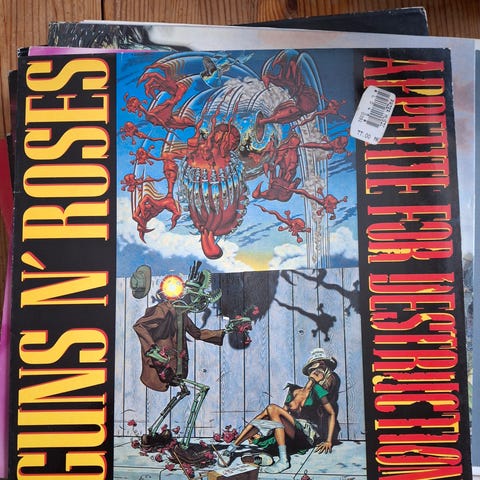 GUNS N' ROSES
APPETITE FOR DESTRUCTION